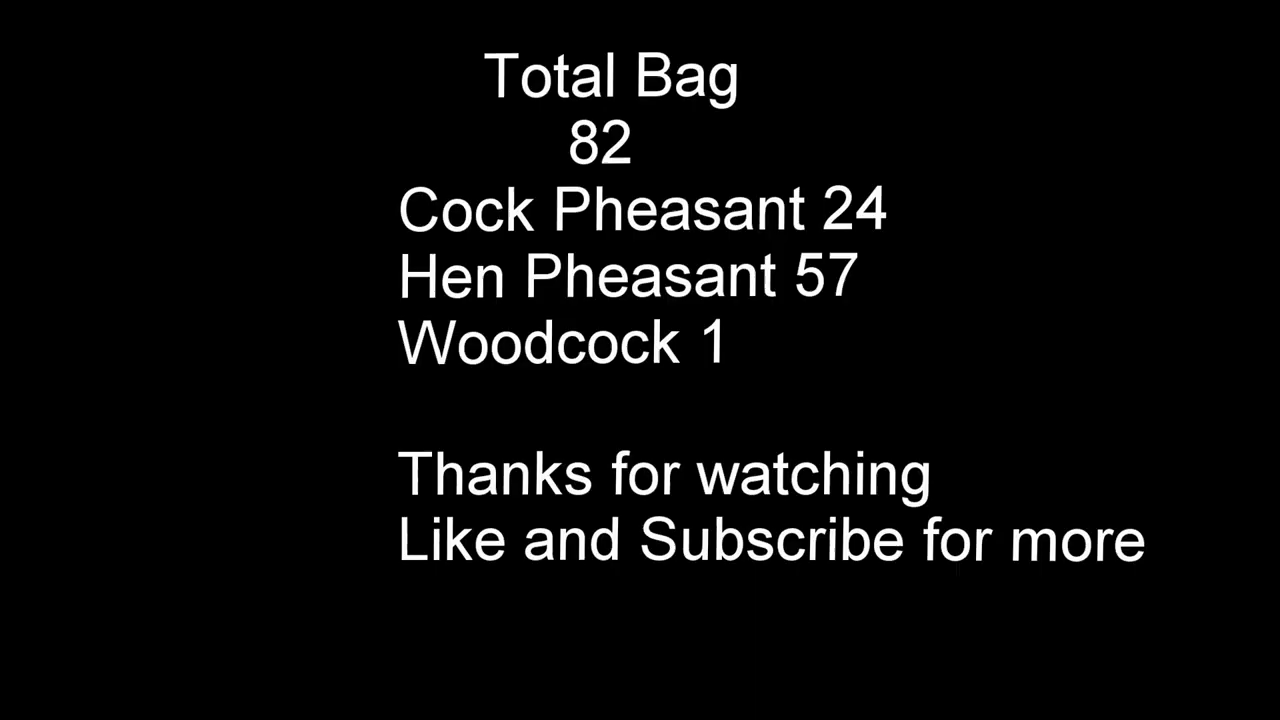 Total Bag
82
Cock Pheasant 24
Hen Pheasant 57
Woodcock 1
Thanks for watching
Like and Subscribe for more